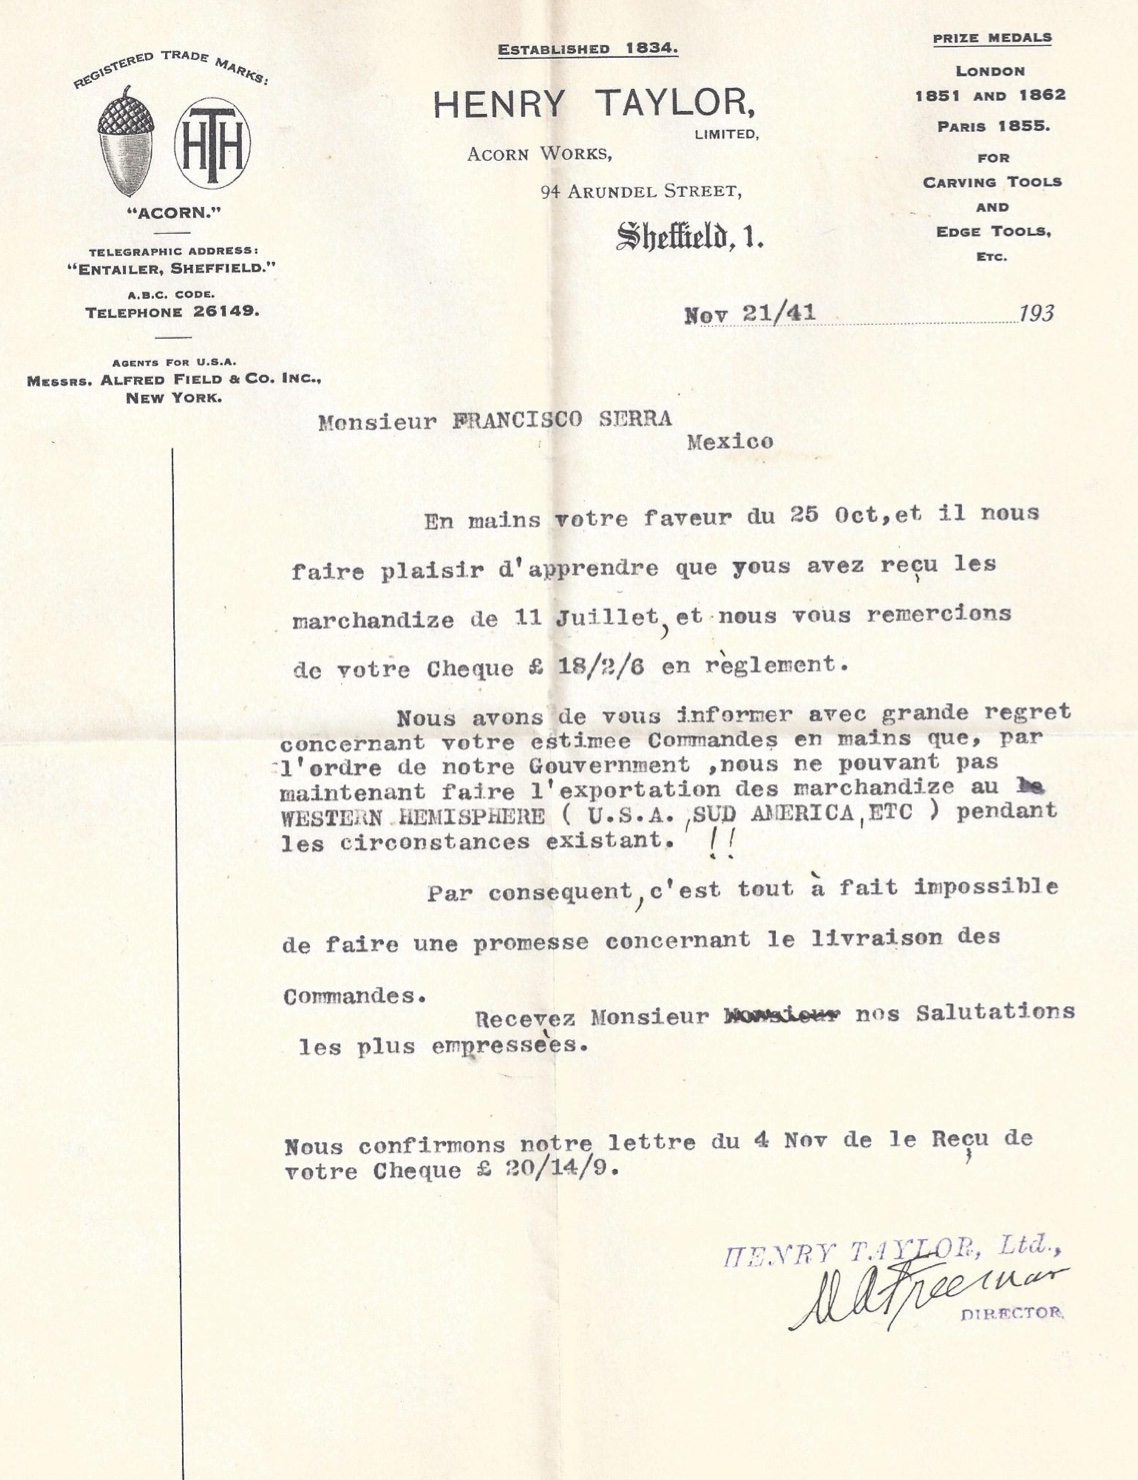 REGISTERED TRADE MARKS:
HTH
"ACORN."
TELEGRAPHIC ADDRESS:
"ENTAILER, SHEFFIELD."
A.B.C. CODE.
TELEPHONE 26149.
AGENTS FOR U.S.A.
MESSRS. ALFRED FIELD & CO. INC.,
NEW YORK.
ESTABLISHED 1834.
HENRY TAYLOR,
LIMITED,
ACORN WORKS,
94 ARUNDEL STREET,
Sheffield, 1.
PRIZE MEDALS
LONDON
1851 AND 1862
PARIS 1855.
FOR
CARVING TOOLS
AND
EDGE TOOLS,
ETC.
Nov 21/41 193
Monsieur FRANCISCO SERRA
Mexico
En mains votre faveur du 25 Oct,et il nous
faire plaisir d'apprendre que yous avez reçu les
marchandize de 11 Juillet,et nous vous remercions
de votre Cheque £ 18/2/6 en règlement.
Nous avons de vous informer avec grande regret
concernant votre estimee Commandes en mains que, par
l'ordre de notre Gouvernment ,nous ne pouvant pas
maintenant faire l'exportation des marchandize au
WESTERN HEMISPHERE ( U.S.A. ,SUD AMERICA,ETC ) pendant
les circonstances existant. !!
Par consequent,c'est tout à fait impossible
de faire une promesse concernant le livraison des
Commandes.
Recevez Monsieur Monsieur nos Salutations
les plus empressèes.
Nous confirmons notre lettre du 4 Nov de le Reçu de
votre Cheque £ 20/14/9.
HENRY TAYLOR, Ltd.,
Freeman
DIRECTOR.